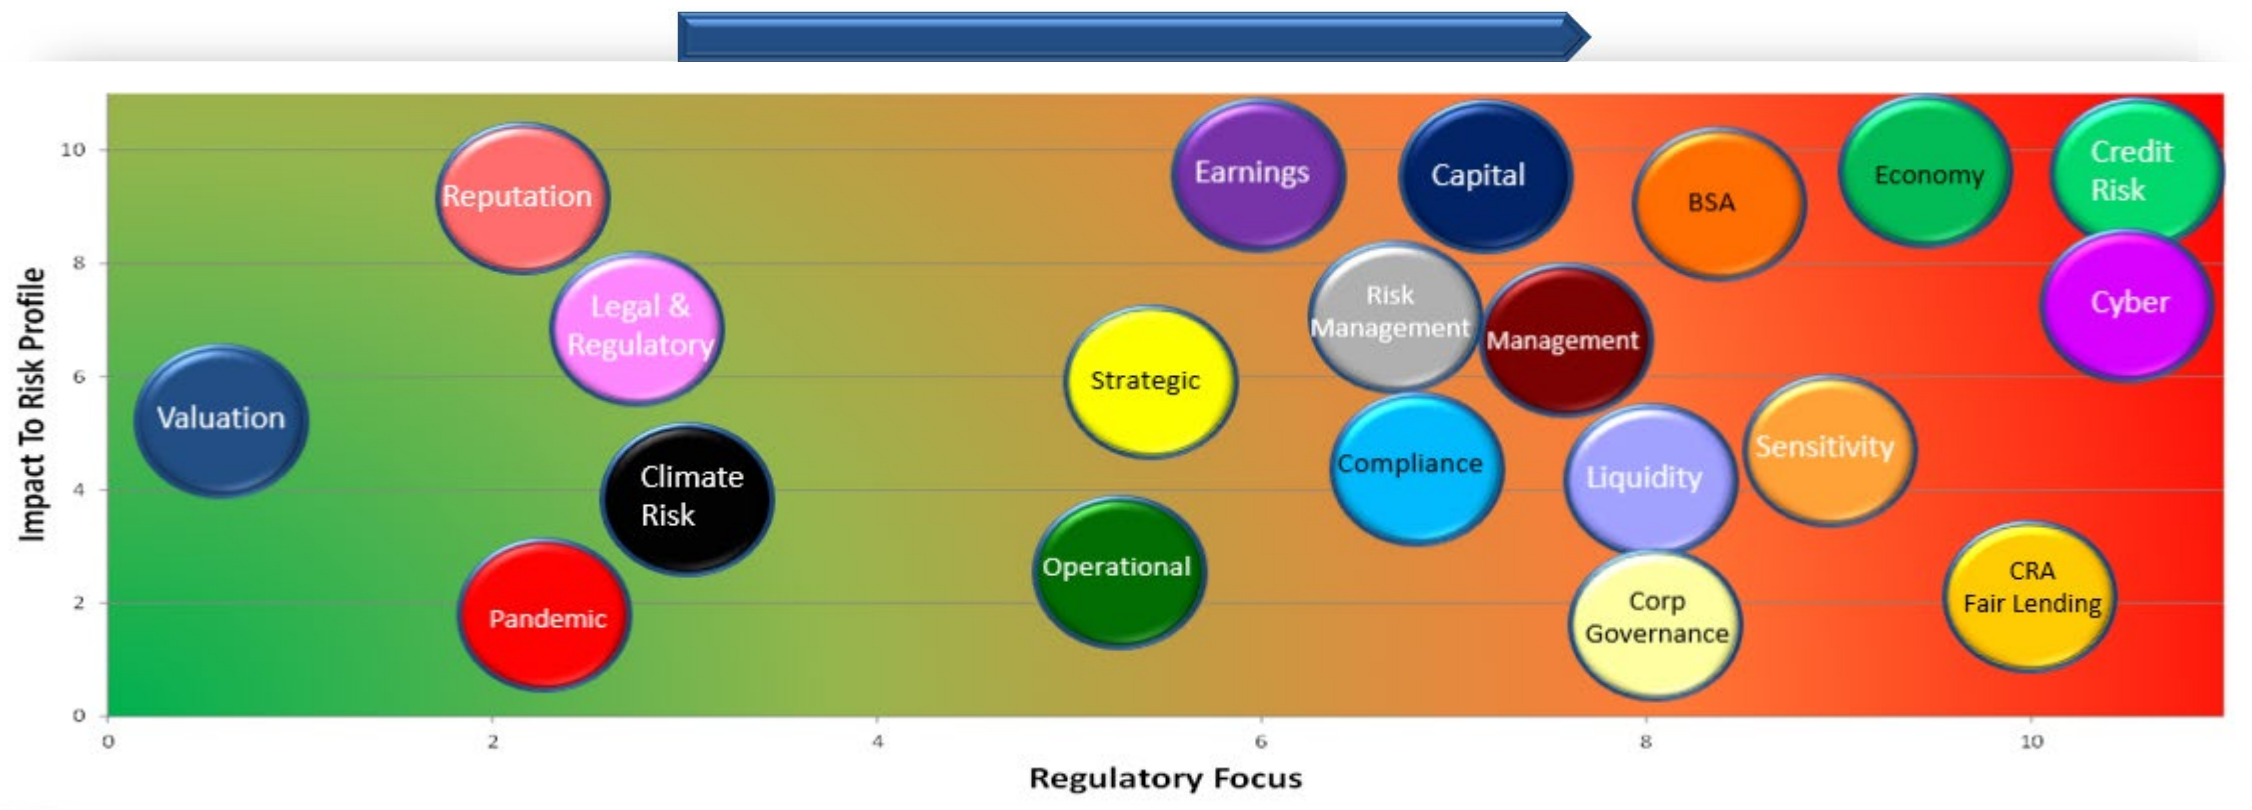 10
8
6
4
2
0
0
2
4
6
8
10
Impact To Risk Profile
Regulatory Focus
Reputation
Legal &
Regulatory
Valuation
Climate
Risk
Pandemic
Earnings
Capital
BSA
Economy
Credit
Risk
Risk
Management
Management
Cyber
Strategic
Compliance
Liquidity
Sensitivity
Operational
Corp
Governance
CRA
Fair Lending